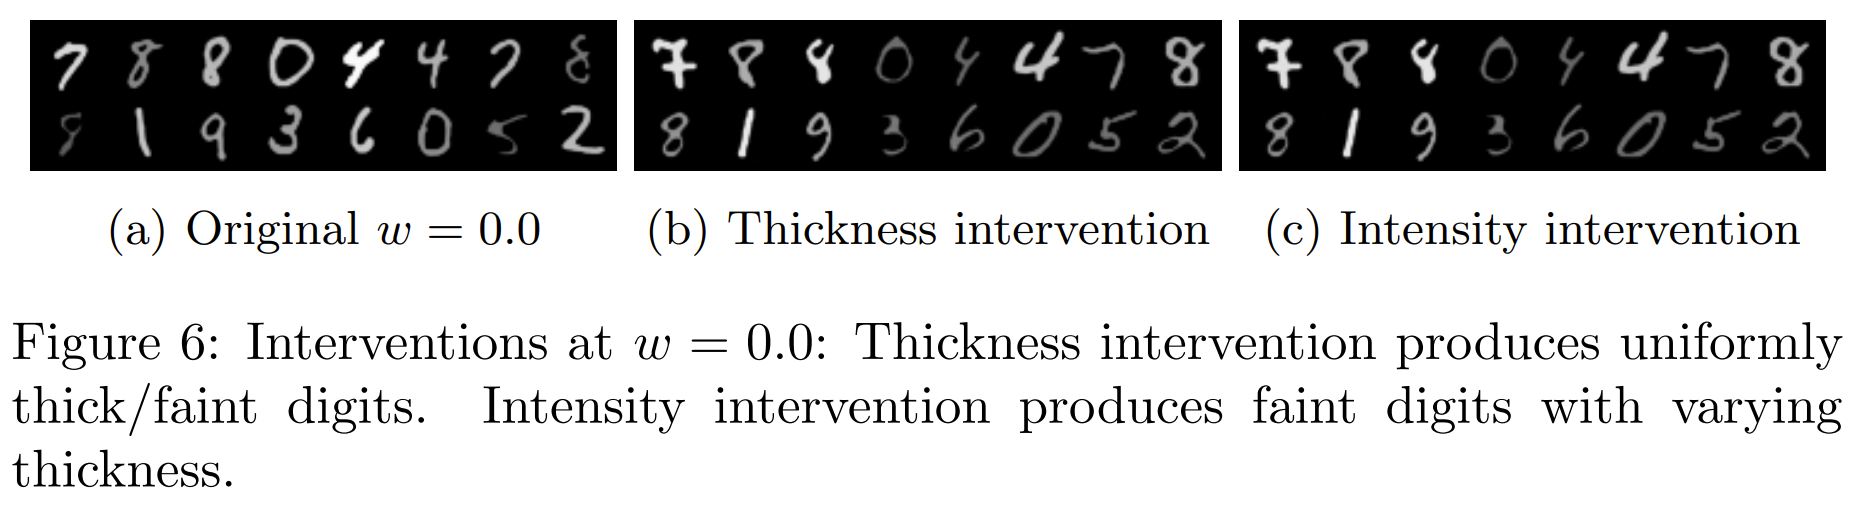 7 8 8 0 4 4 7 8
8 1 9 3 6 0 5 2
7 8 8 0 4 4 7 8
8 1 9 3 6 0 5 2
7 8 8 0 4 4 7 8
8 1 9 3 6 0 5 2
(a) Original w = 0.0
(b) Thickness intervention
(c) Intensity intervention
Figure 6: Interventions at w = 0.0: Thickness intervention produces uniformly
thick/faint digits. Intensity intervention produces faint digits with varying
thickness.